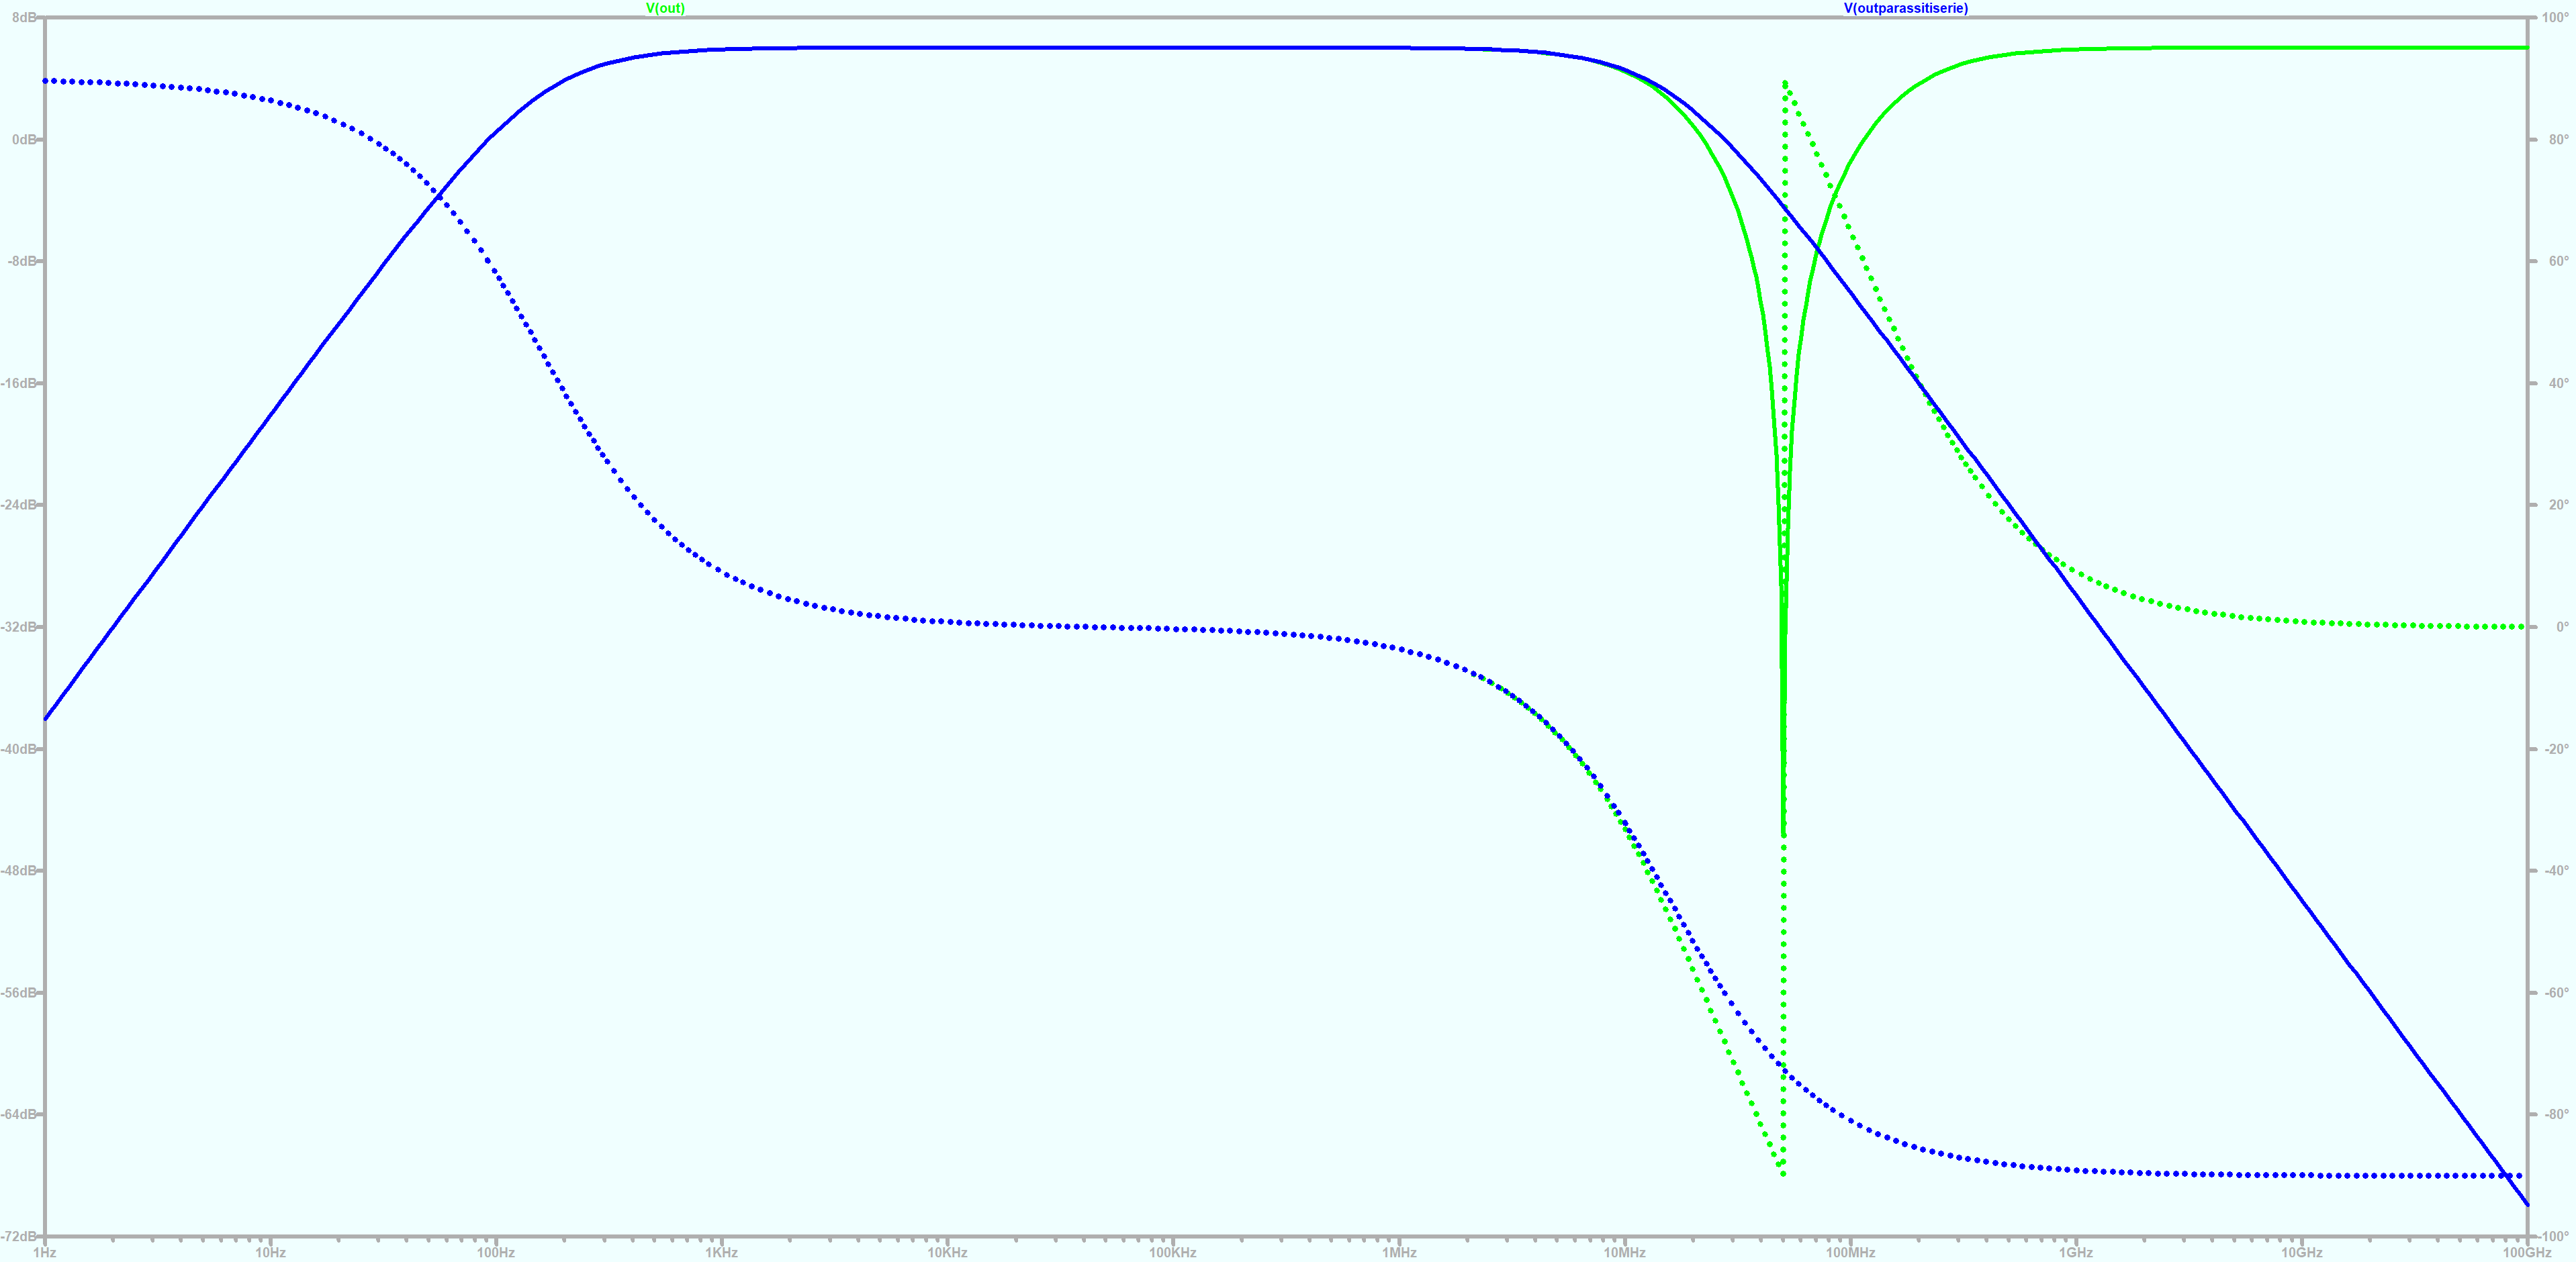 V(out) V(outparassitiserie)
8dB 100°
0dB 80°
-8dB 60°
-16dB 40°
-24dB 20°
-32dB 0°
-40dB -20°
-48dB -40°
-56dB -60°
-64dB -80°
-72dB -100°
1Hz 10Hz 100Hz 1KHz 10KHz 100KHz 1MHz 10MHz 100MHz 1GHz 10GHz 100GHz